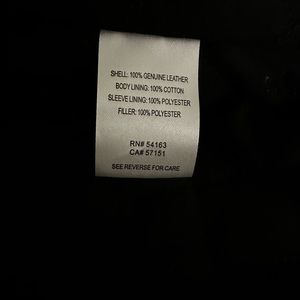 SHELL: 100% GENUINE LEATHER
BODY LINING: 100% COTTON
SLEEVE LINING: 100% POLYESTER
FILLER: 100% POLYESTER
RN# 54163
CA# 57151
SEE REVERSE FOR CARE